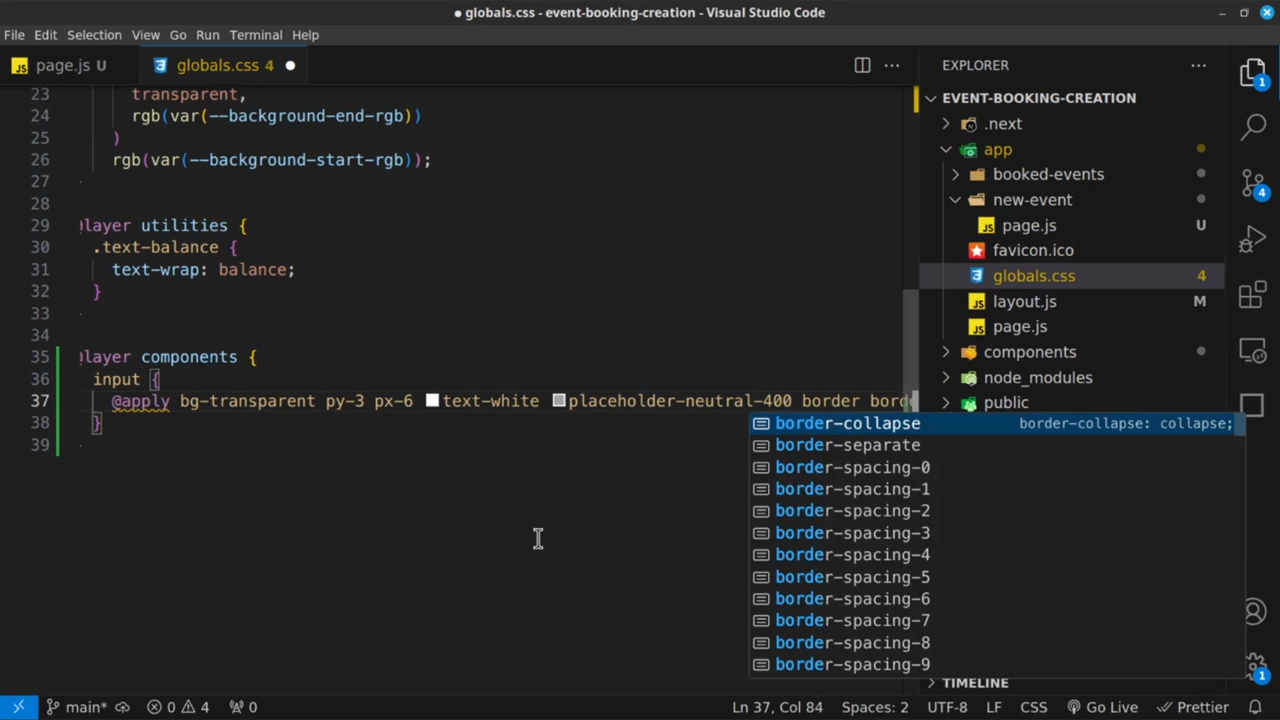 globals.css - event-booking-creation - Visual Studio Code
File Edit Selection View Go Run Terminal Help
page.js U
globals.css 4
EXPLORER
EVENT-BOOKING-CREATION
.next
app
booked-events
new-event
page.js U
favicon.ico
globals.css 4
layout.js M
page.js
components
node_modules
public
TIMELINE
23 transparent,
24 rgb(var(--background-end-rgb))
25 )
26 rgb(var(--background-start-rgb));
27
28
29 layer utilities {
30 .text-balance {
31 text-wrap: balance;
32 }
33
34
35 layer components {
36 input {
37 @apply bg-transparent py-3 px-6 text-white placeholder-neutral-400 border bord
38 }
39
border-collapse border-collapse: collapse;
border-separate
border-spacing-0
border-spacing-1
border-spacing-2
border-spacing-3
border-spacing-4
border-spacing-5
border-spacing-6
border-spacing-7
border-spacing-8
border-spacing-9
1
4
1
main* 0 4 0 Ln 37, Col 84 Spaces: 2 UTF-8 LF CSS Go Live Prettier